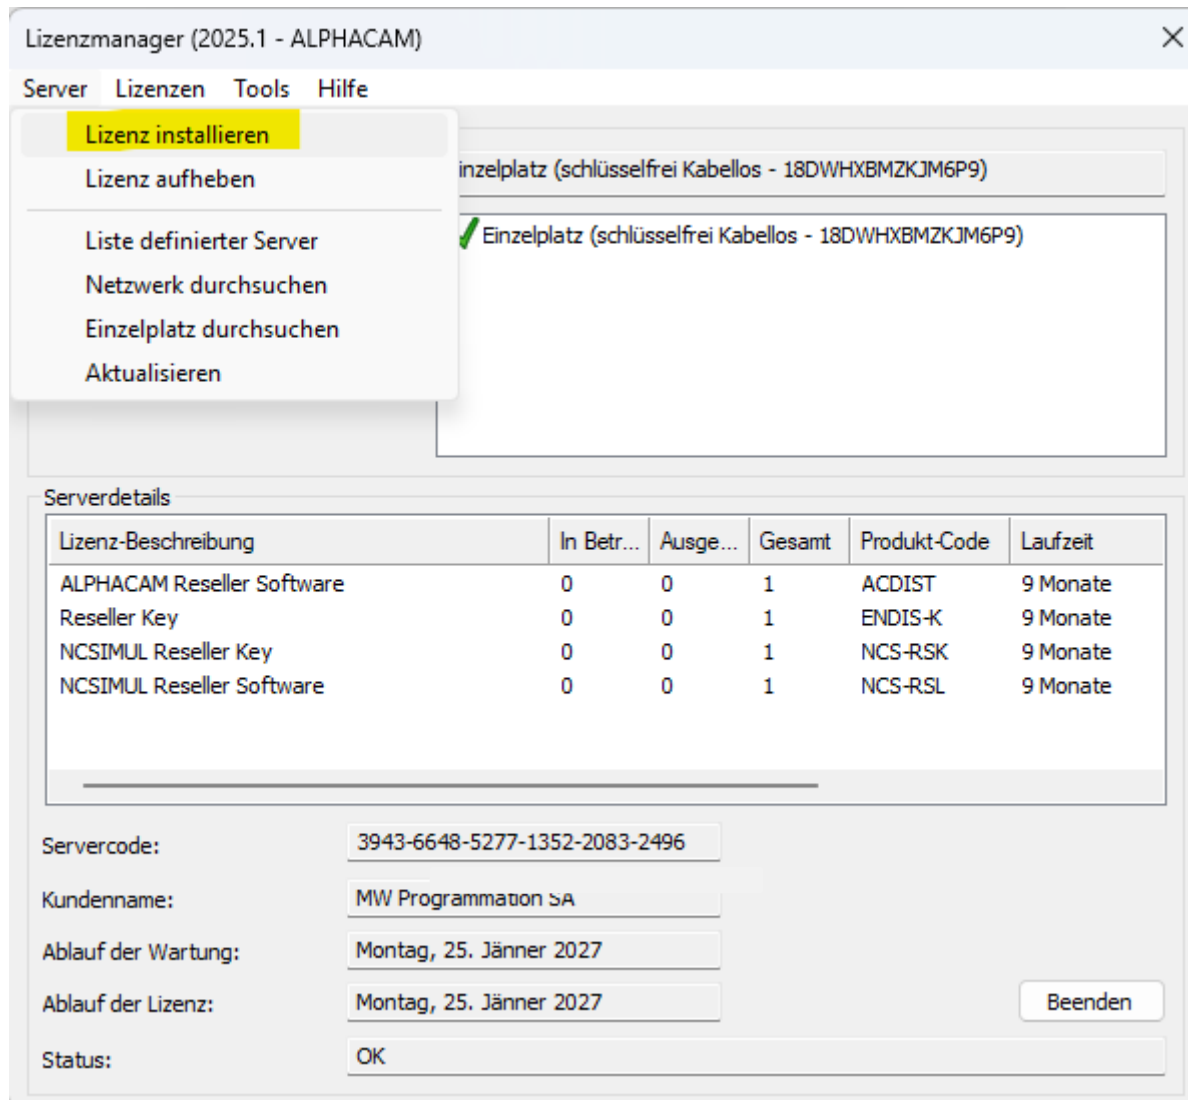 Lizenzmanager (2025.1 - ALPHACAM)
Server Lizenzen Tools Hilfe
Lizenz installieren
Lizenz aufheben
Liste definierter Server
Netzwerk durchsuchen
Einzelplatz durchsuchen
Aktualisieren
inzelplatz (schlüsselfrei Kabellos - 18DWHXBMZKJM6P9)
Einzelplatz (schlüsselfrei Kabellos - 18DWHXBMZKJM6P9)
Serverdetails
Lizenz-Beschreibung In Betr... Ausge... Gesamt Produkt-Code Laufzeit
ALPHACAM Reseller Software 0 0 1 ACDIST 9 Monate
Reseller Key 0 0 1 ENDIS-K 9 Monate
NCSIMUL Reseller Key 0 0 1 NCS-RSK 9 Monate
NCSIMUL Reseller Software 0 0 1 NCS-RSL 9 Monate
Servercode: 3943-6648-5277-1352-2083-2496
Kundenname: MW Programmation SA
Ablauf der Wartung: Montag, 25. Jänner 2027
Ablauf der Lizenz: Montag, 25. Jänner 2027
Beenden
Status: OK